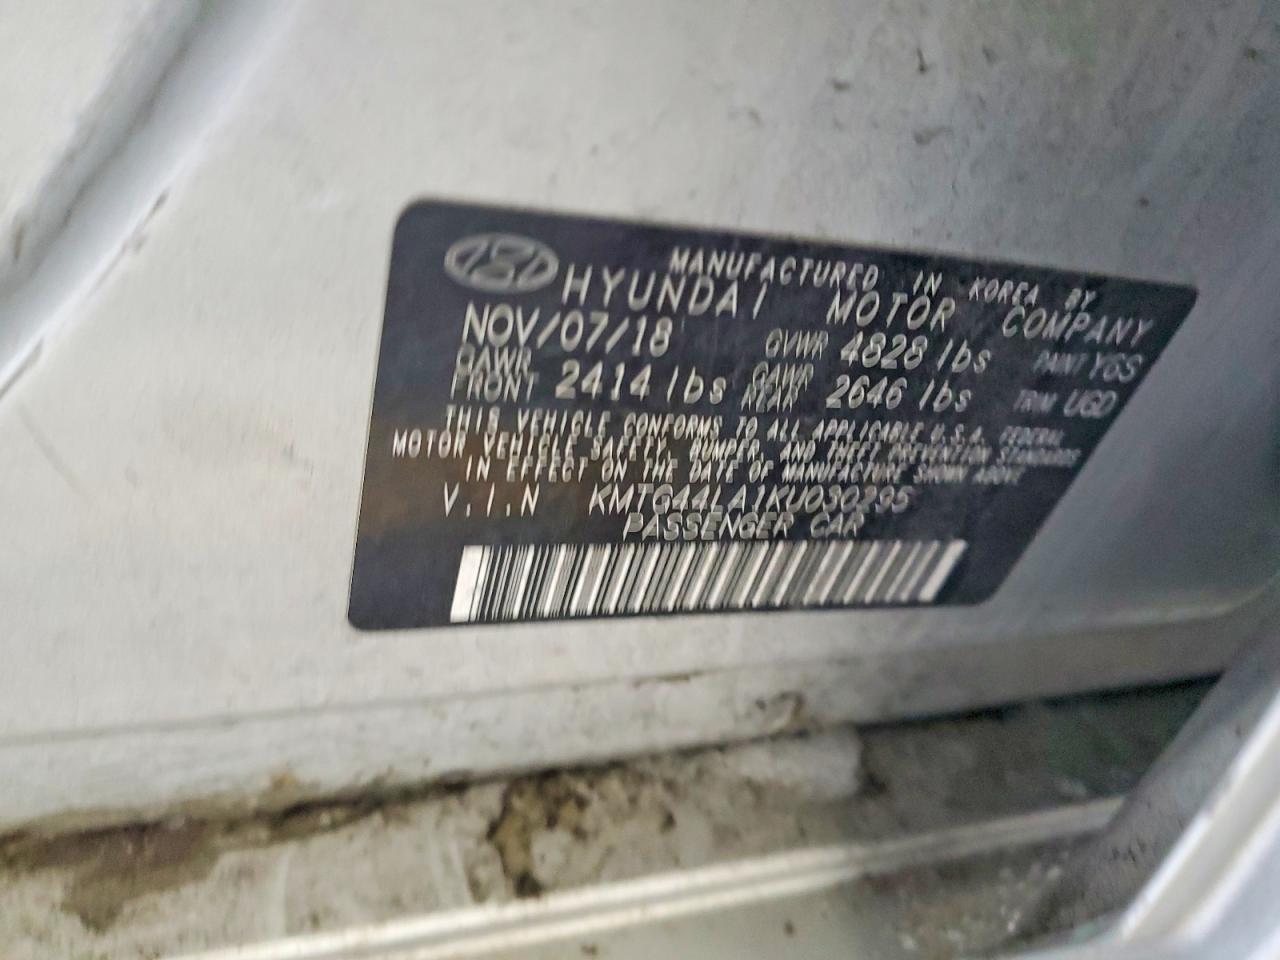 MANUFACTURED IN KOREA BY
HYUNDAI MOTOR COMPANY
NOV/07/18 GVWR 4828 lbs PAINT YGS
GAWR FRONT 2414 lbs GAWR REAR 2646 lbs TRIM UGD
THIS VEHICLE CONFORMS TO ALL APPLICABLE U.S.A. FEDERAL
MOTOR VEHICLE SAFETY, BUMPER, AND THEFT PREVENTION STANDARDS
IN EFFECT ON THE DATE OF MANUFACTURE SHOWN ABOVE
V.I.N KMTG44LA1KU030295
PASSENGER CAR